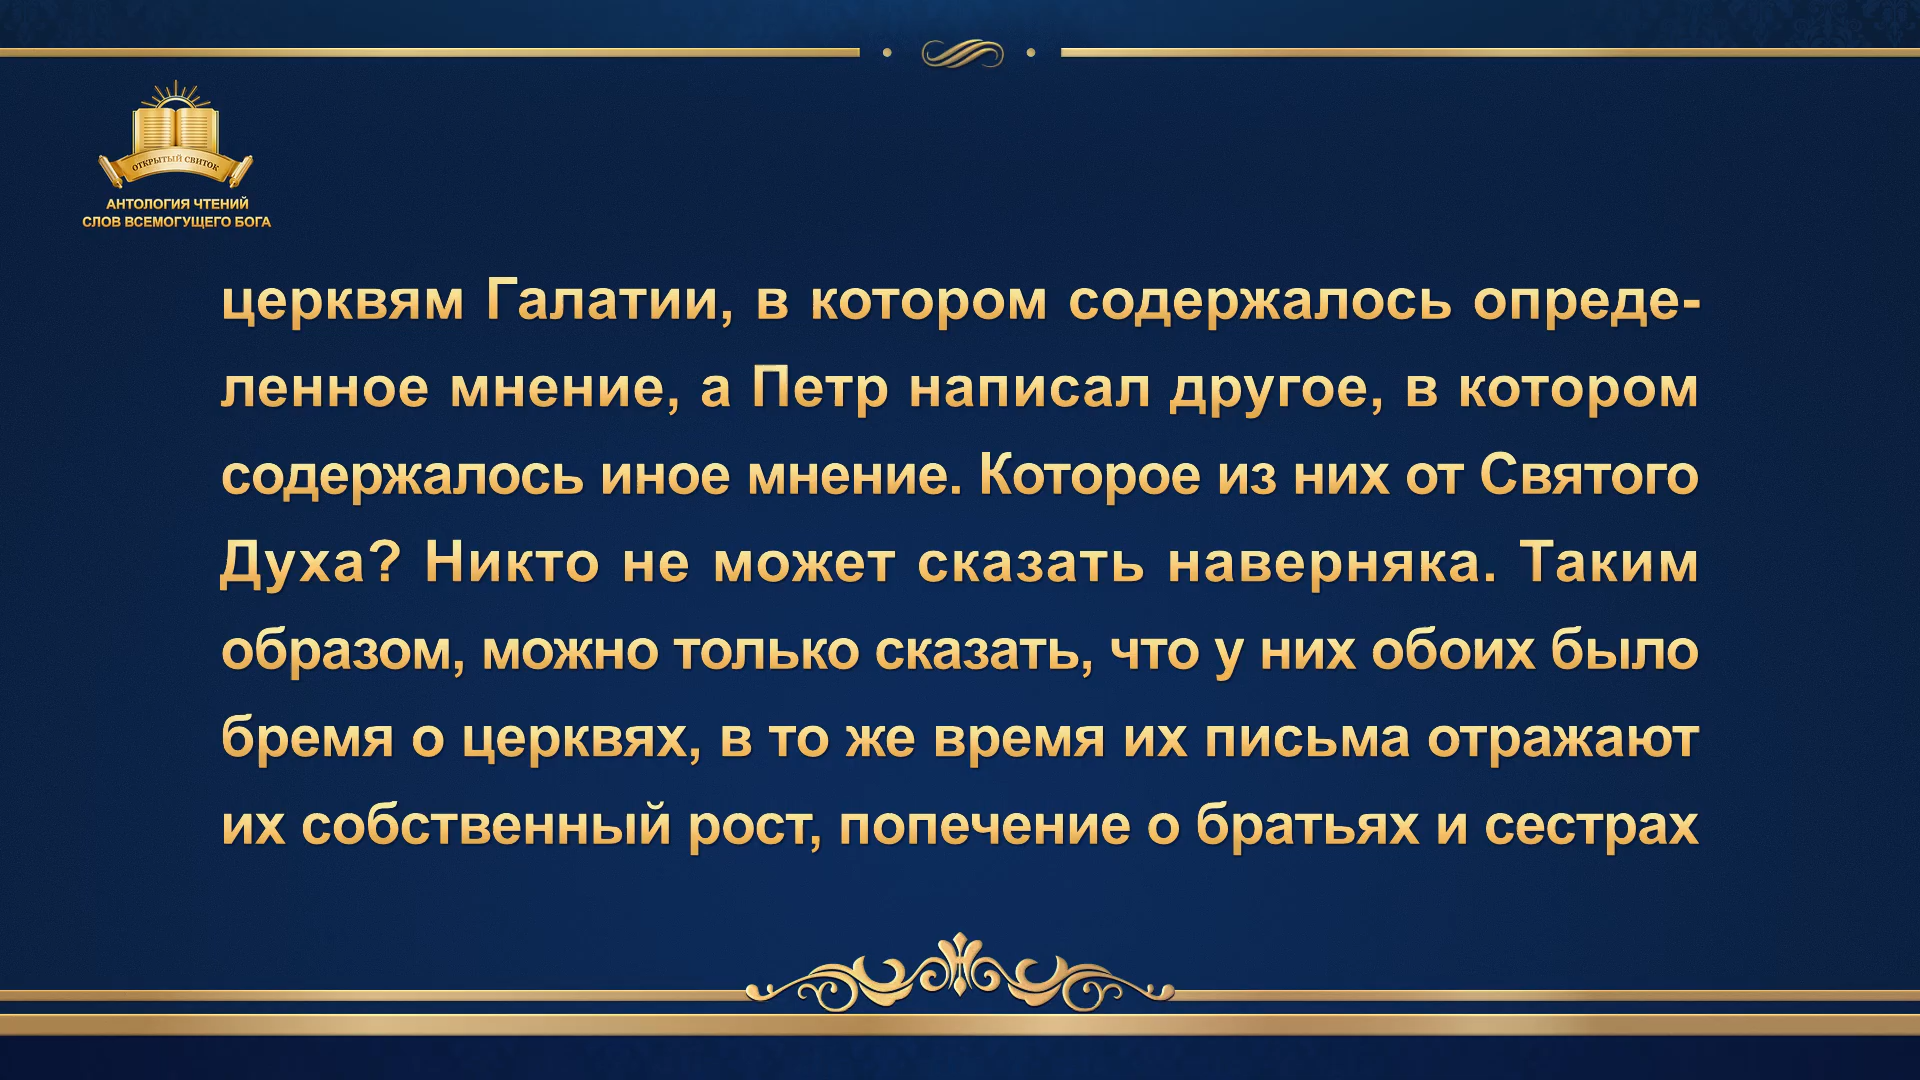 ОТКРЫТЫЙ СВИТОК
АНТОЛОГИЯ ЧТЕНИЙ
СЛОВ ВСЕМОГУЩЕГО БОГА
церквям Галатии, в котором содержалось опреде-
ленное мнение, а Петр написал другое, в котором
содержалось иное мнение. Которое из них от Святого
Духа? Никто не может сказать наверняка. Таким
образом, можно только сказать, что у них обоих было
бремя о церквях, в то же время их письма отражают
их собственный рост, попечение о братьях и сестрах